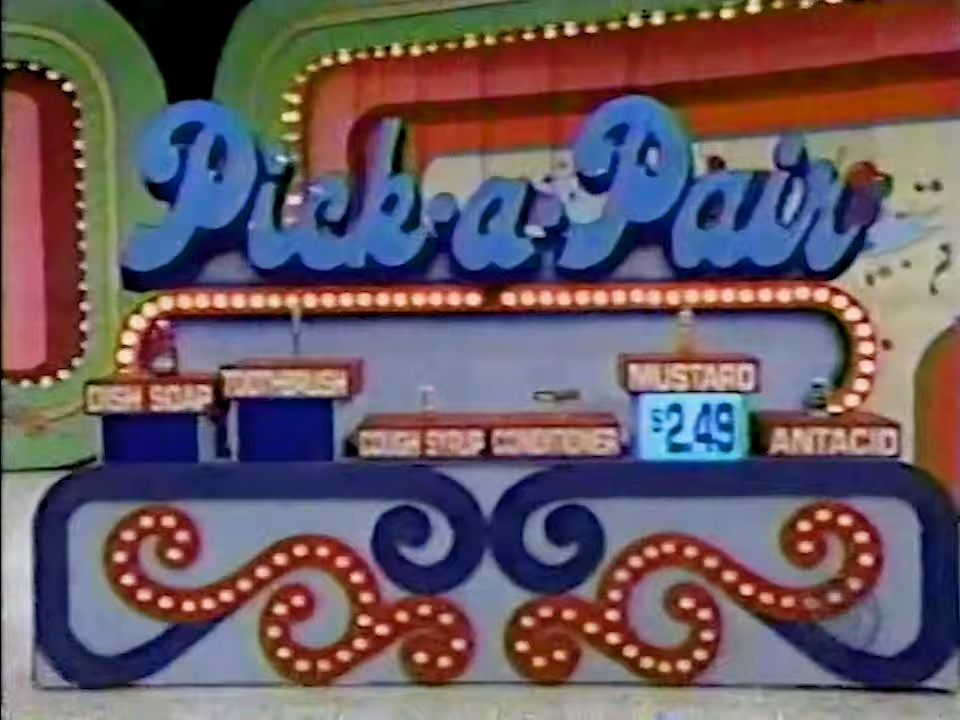 Pick-a-Pair
DISH SOAP
TOOTHBRUSH
MUSTARD
$2.49
COUGH SYRUP
CONDITIONER
ANTACID